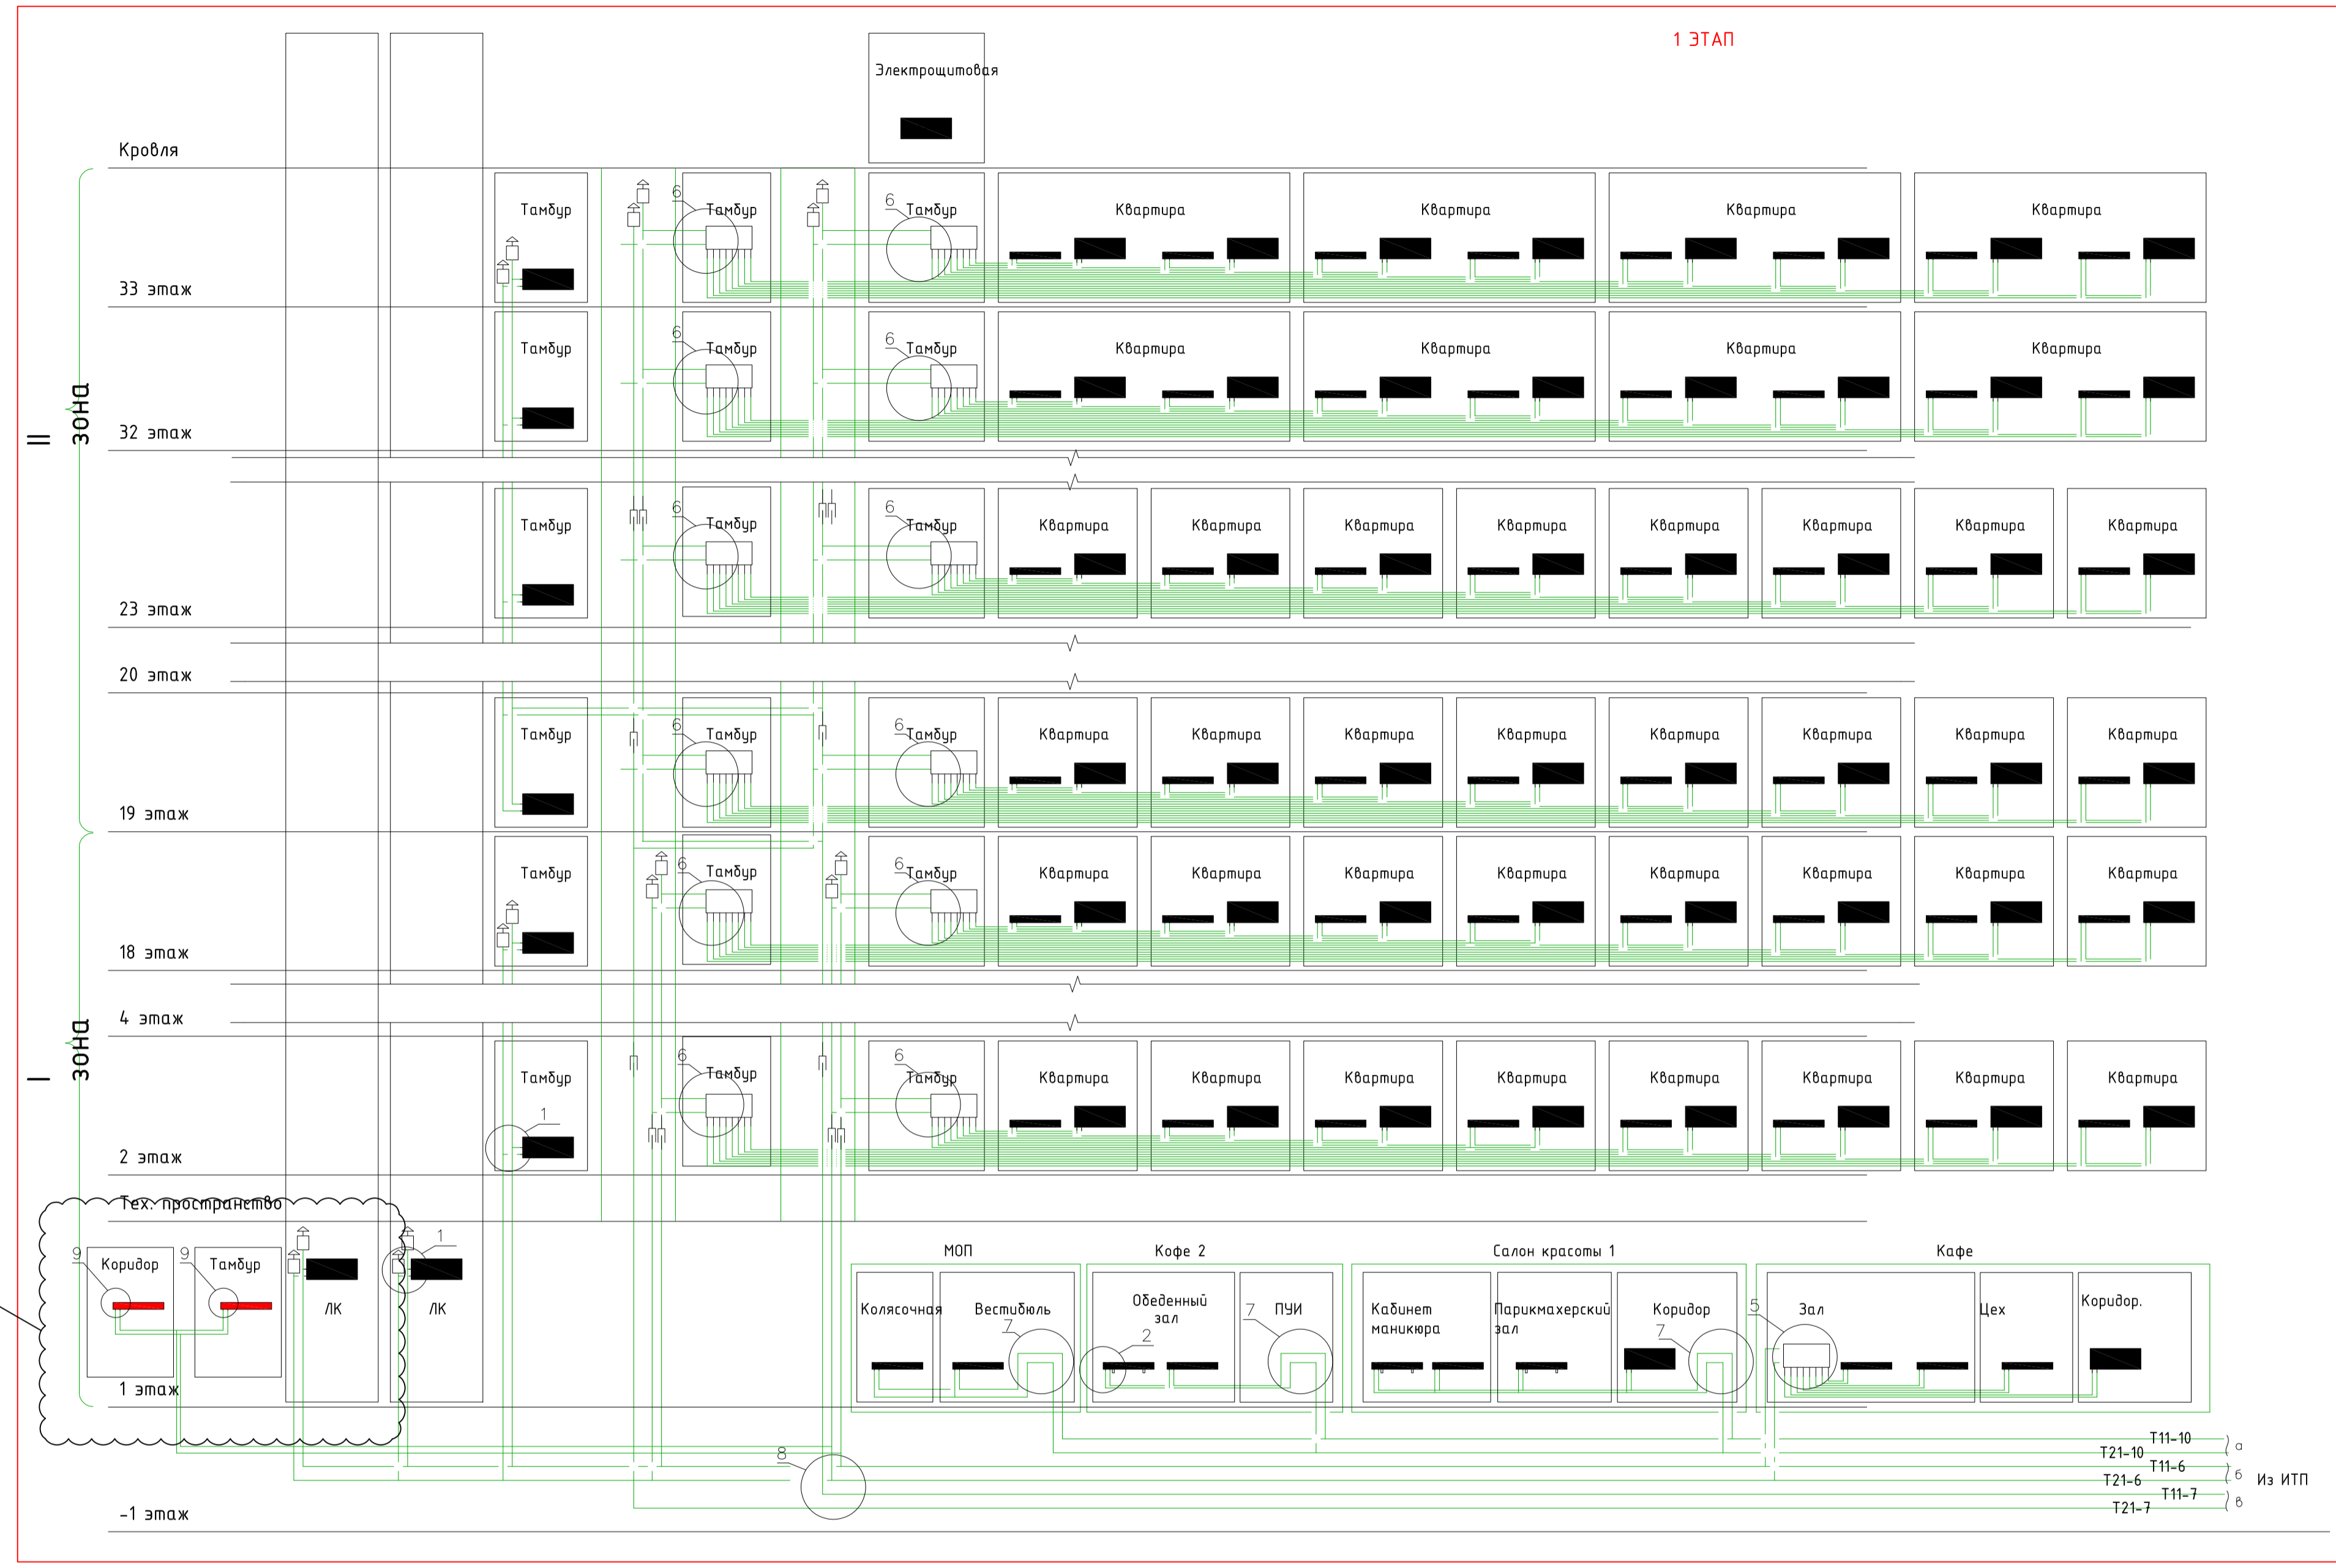 1 ЭТАП
Электрощитовая
Кровля
Тамбур Тамбур Тамбур Квартира Квартира Квартира Квартира
6 6
33 этаж
Тамбур Тамбур Тамбур Квартира Квартира Квартира Квартира
6 6
32 этаж
II зона
Тамбур Тамбур Тамбур Квартира Квартира Квартира Квартира Квартира Квартира Квартира Квартира
6 6
23 этаж
20 этаж
Тамбур Тамбур Тамбур Квартира Квартира Квартира Квартира Квартира Квартира Квартира Квартира
6 6
19 этаж
Тамбур Тамбур Тамбур Квартира Квартира Квартира Квартира Квартира Квартира Квартира Квартира
6 6
18 этаж
4 этаж
I зона
Тамбур Тамбур Тамбур Квартира Квартира Квартира Квартира Квартира Квартира Квартира Квартира
6 6
1
2 этаж
Тех. пространство
9 Коридор 9 Тамбур 1
ЛК ЛК
МОП Кофе 2 Салон красоты 1 Кафе
Колясочная Вестибюль
7
Обеденный
зал
2
7 ПУИ
Кабинет
маникюра
Парикмахерский
зал
Коридор
7
5 Зал Цех Коридор.
1 этаж
8
Т11-10
Т21-10 а
Т11-6
Т21-6 б Из ИТП
Т11-7
Т21-7 в
-1 этаж